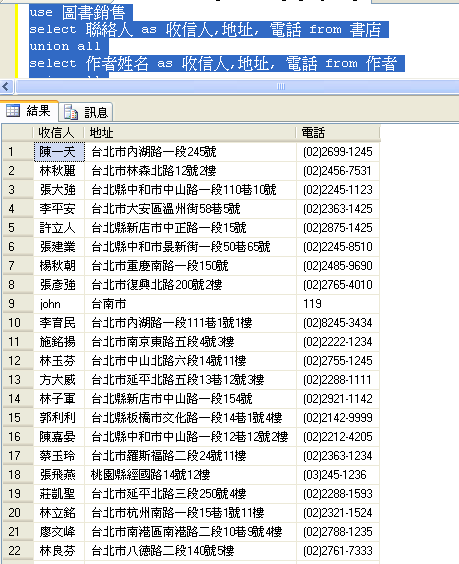 use 圖書銷售
select 聯絡人 as 收信人,地址, 電話 from 書店
union all
select 作者姓名 as 收信人,地址, 電話 from 作者
結果 訊息
收信人 地址 電話
1 陳一天 台北市內湖路一段245號 (02)2699-1245
2 林秋麗 台北市林森北路12號2樓 (02)2456-7531
3 張大強 台北縣中和市中山路一段110巷10號 (02)2245-1123
4 李平安 台北市大安區溫州街58巷5號 (02)2363-1425
5 許立人 台北縣新店市中正路一段15號 (02)2875-1425
6 張建業 台北縣中和市景新街一段50巷65號 (02)2245-8510
7 楊秋朝 台北市重慶南路一段150號 (02)2485-9690
8 張彥強 台北市復興北路200號2樓 (02)2765-4010
9 john 台南市 119
10 李育民 台北市內湖路一段111巷1號1樓 (02)8245-3434
11 施銘揚 台北市南京東路五段4號3樓 (02)2222-1234
12 林玉芬 台北市中山北路六段14號11樓 (02)2755-1245
13 方大威 台北市延平北路五段13巷12號3樓 (02)2288-1111
14 林子軍 台北縣新店市中山路一段154號 (02)2921-1142
15 郭利利 台北縣板橋市文化路一段14巷1號4樓 (02)2142-9999
16 陳嘉晏 台北縣中和市中山路一段12巷12號2樓 (02)2212-4205
17 蔡玉玲 台北市羅斯福路二段24號11樓 (02)2363-1234
18 張飛燕 桃園縣經國路14號12樓 (03)245-1236
19 莊凱聖 台北市延平北路三段250號4樓 (02)2288-1593
20 林立銘 台北市杭州南路一段15巷1號11樓 (02)2321-1524
21 廖文峰 台北市南港區南港路二段10巷9號4樓 (02)2788-1235
22 林良芬 台北市八德路二段140號5樓 (02)2761-7333